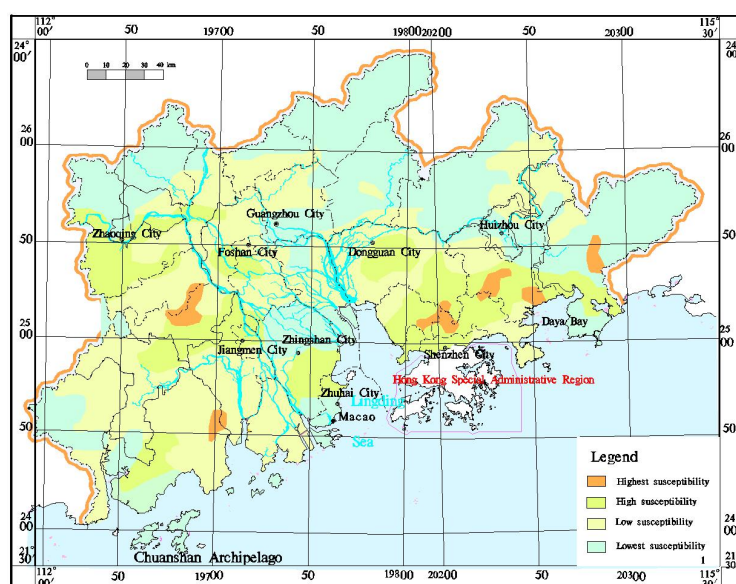 112° 00′ 50 19700 50 19800 20200 50 20300 115° 30′
24° 00′ 24 00′
0 10 20 30 40 km
26 00 26 00
Guangzhou City
Huizhou City
Zhaoqing City
50 Foshan City Dongguan City 50
Daya Bay
25 00 25 00
Zhingshan City
Jiangmen City Shenzhen City
Hong Kong Special Administrative Region
Zhuhai City
Lingding
Macao
50 Sea 50
Legend
Highest susceptibility
High susceptibility
Low susceptibility
Lowest susceptibility
24 00 24 00
21° 30′ Chuanshan Archipelago 21 30′
112° 00′ 50 19700 50 19800 20200 50 20300 115° 30′